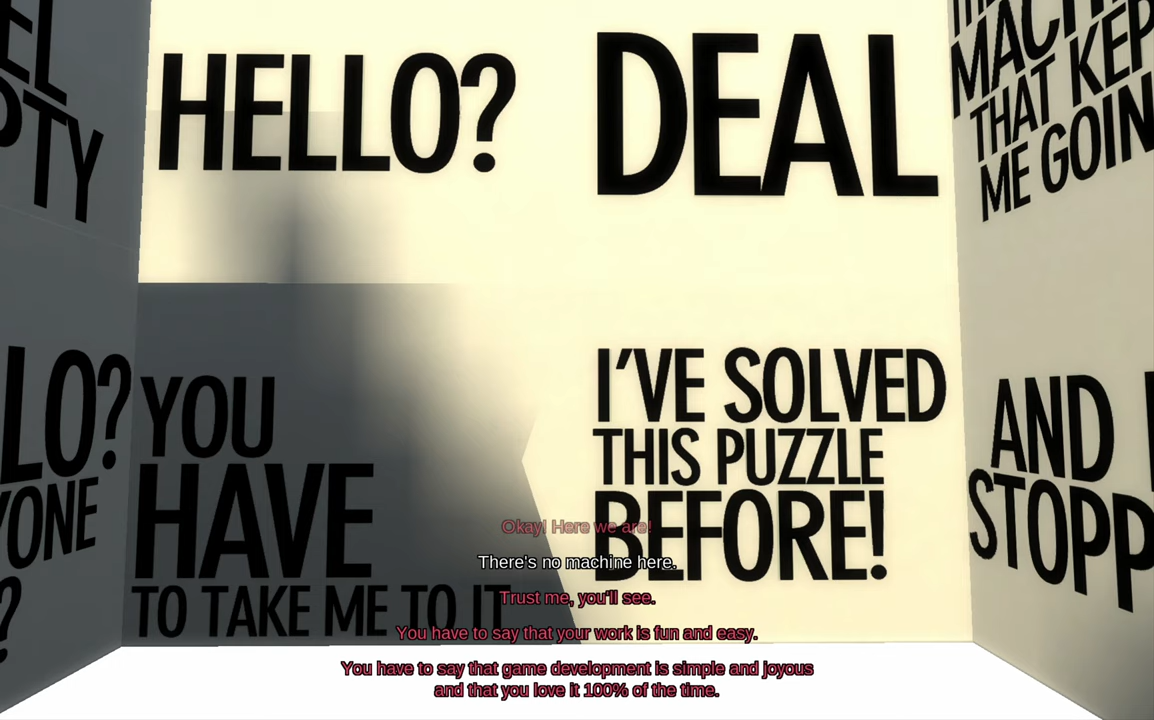 EL
PTY
LO?
YONE
?
HELLO?
DEAL
YOU
HAVE
TO TAKE ME TO IT
I'VE SOLVED
THIS PUZZLE
BEFORE!
MACH
THAT KEP
ME GOIN
AND
STOPP
Okay! Here we are!
There's no machine here.
Trust me, you'll see.
You have to say that your work is fun and easy.
You have to say that game development is simple and joyous
and that you love it 100% of the time.